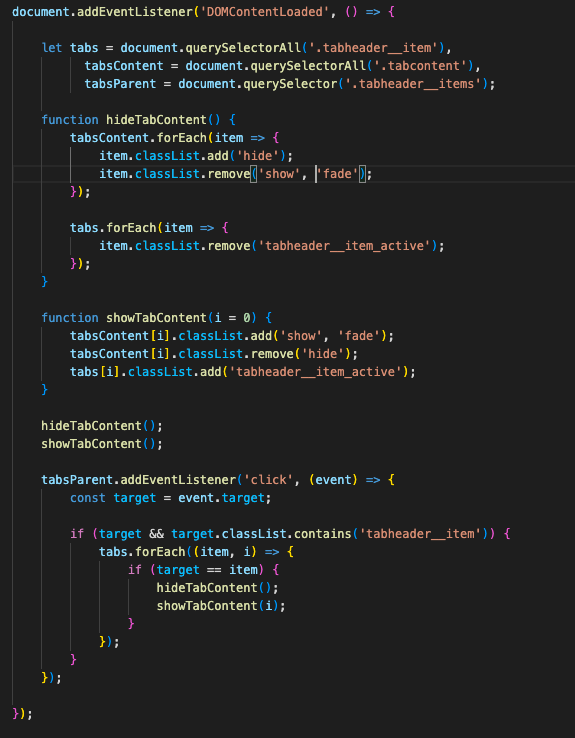 document.addEventListener('DOMContentLoaded', () => {
let tabs = document.querySelectorAll('.tabheader__item'),
tabsContent = document.querySelectorAll('.tabcontent'),
tabsParent = document.querySelector('.tabheader__items');
function hideTabContent() {
tabsContent.forEach(item => {
item.classList.add('hide');
item.classList.remove('show', 'fade');
});
tabs.forEach(item => {
item.classList.remove('tabheader__item_active');
});
}
function showTabContent(i = 0) {
tabsContent[i].classList.add('show', 'fade');
tabsContent[i].classList.remove('hide');
tabs[i].classList.add('tabheader__item_active');
}
hideTabContent();
showTabContent();
tabsParent.addEventListener('click', (event) => {
const target = event.target;
if (target && target.classList.contains('tabheader__item')) {
tabs.forEach((item, i) => {
if (target == item) {
hideTabContent();
showTabContent(i);
}
});
}
});
});